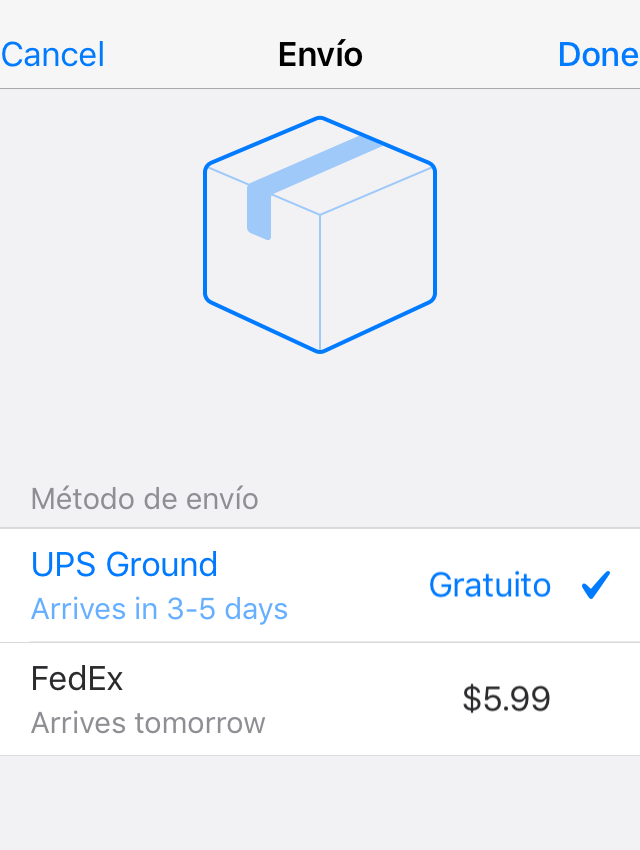 Cancel Envío Done
Método de envío
UPS Ground
Arrives in 3-5 days
Gratuito
FedEx
Arrives tomorrow
$5.99